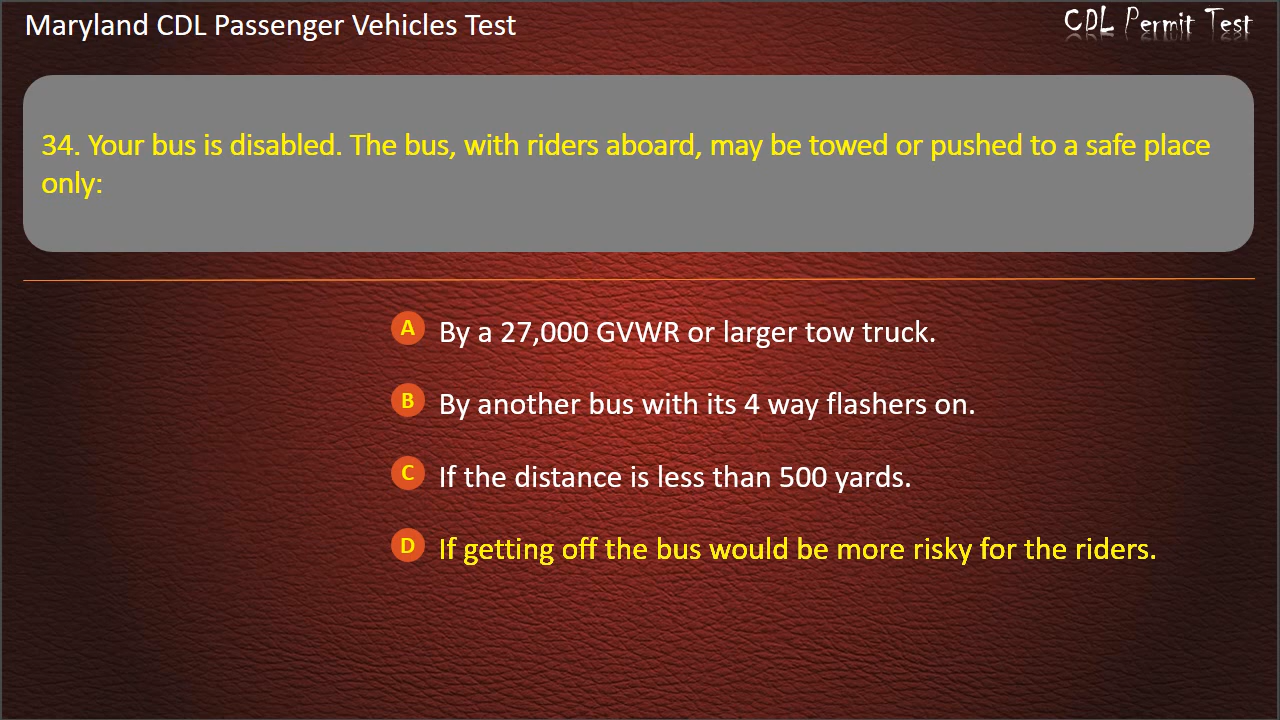 Maryland CDL Passenger Vehicles Test
CDL Permit Test
34. Your bus is disabled. The bus, with riders aboard, may be towed or pushed to a safe place
only:
A By a 27,000 GVWR or larger tow truck.
B By another bus with its 4 way flashers on.
C If the distance is less than 500 yards.
D If getting off the bus would be more risky for the riders.